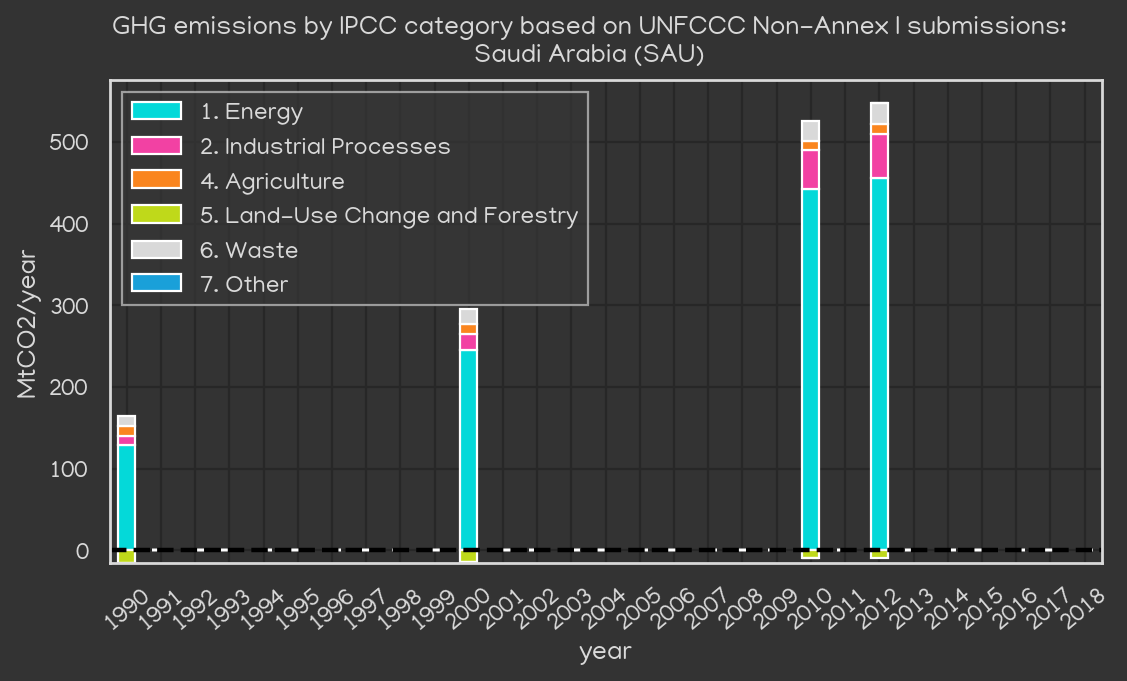 GHG emissions by IPCC category based on UNFCCC Non-Annex I submissions:
Saudi Arabia (SAU)
1. Energy
2. Industrial Processes
4. Agriculture
5. Land-Use Change and Forestry
6. Waste
7. Other
MtCO2/year
500
400
300
200
100
0
1990 1991 1992 1993 1994 1995 1996 1997 1998 1999 2000 2001 2002 2003 2004 2005 2006 2007 2008 2009 2010 2011 2012 2013 2014 2015 2016 2017 2018
year